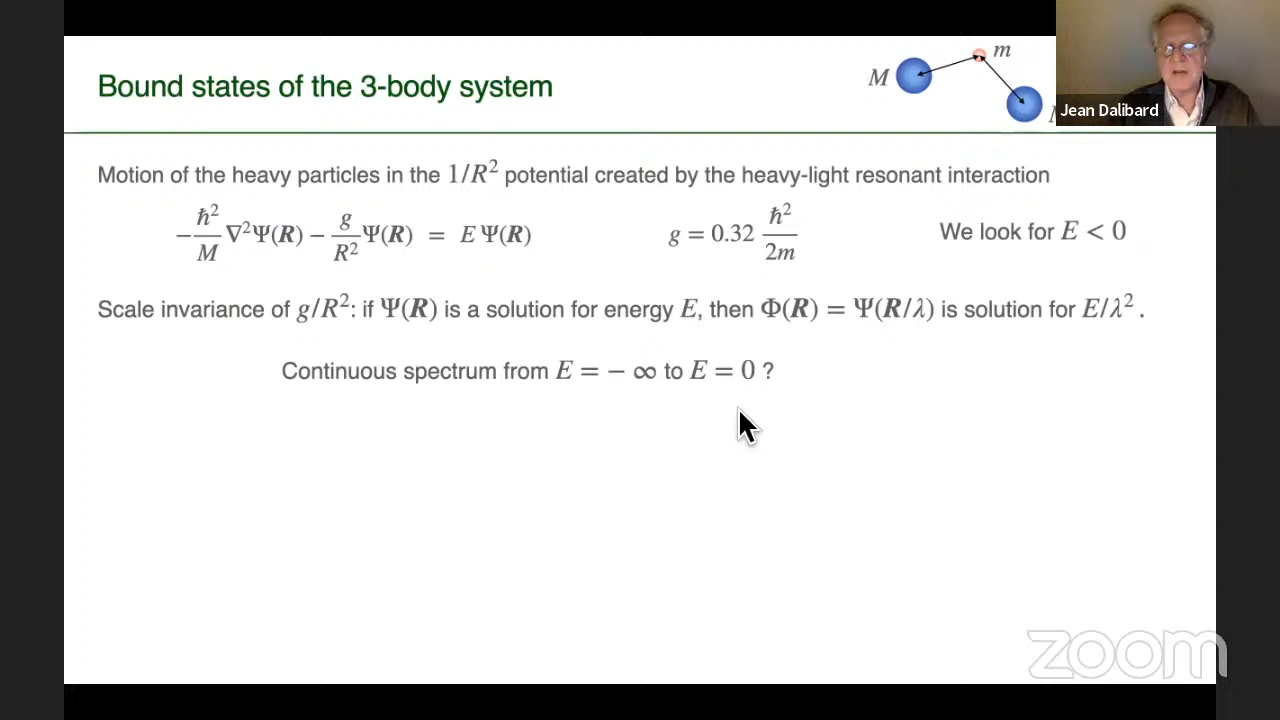 Bound states of the 3-body system
M
m
Jean Dalibard
Motion of the heavy particles in the 1/R² potential created by the heavy-light resonant interaction
−ħ²/M ∇²Ψ(R) − g/R² Ψ(R) = E Ψ(R)
g = 0.32 ħ²/2m
We look for E < 0
Scale invariance of g/R²: if Ψ(R) is a solution for energy E, then Φ(R) = Ψ(R/λ) is solution for E/λ² .
Continuous spectrum from E = − ∞ to E = 0 ?
zoom